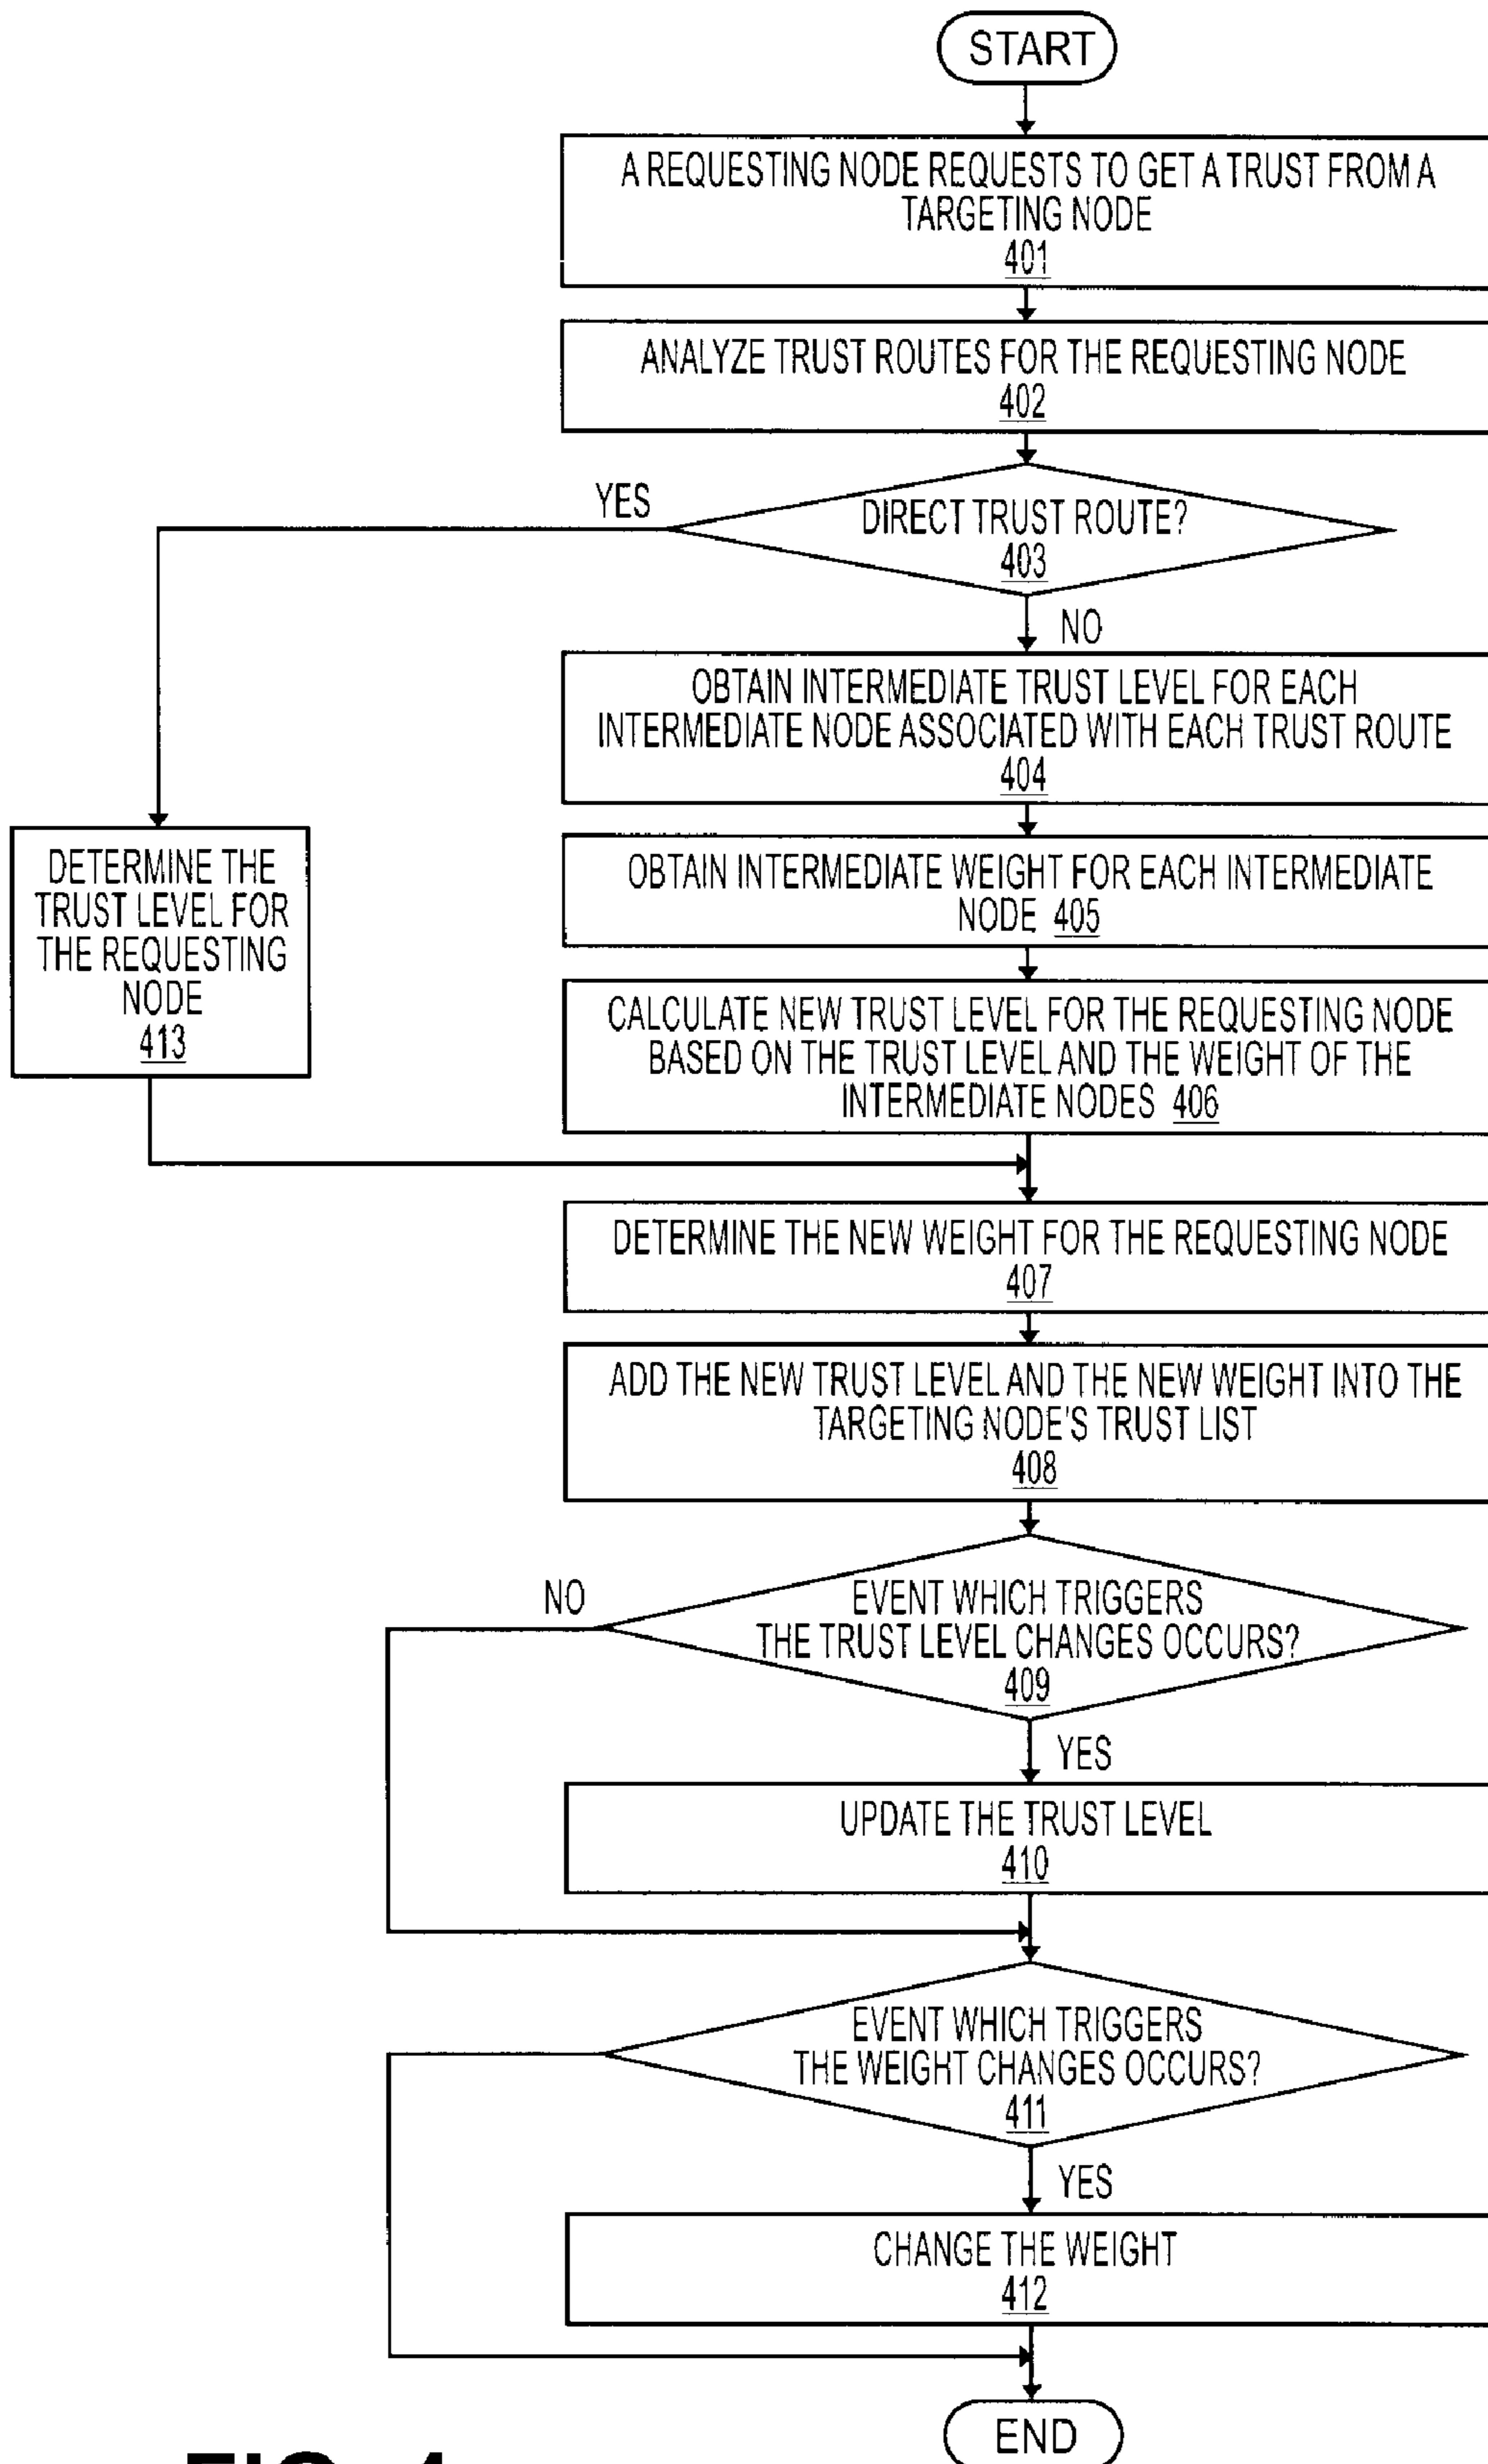 START
A REQUESTING NODE REQUESTS TO GET A TRUST FROM A
TARGETING NODE
401
ANALYZE TRUST ROUTES FOR THE REQUESTING NODE
402
YES
DIRECT TRUST ROUTE?
403
NO
OBTAIN INTERMEDIATE TRUST LEVEL FOR EACH
INTERMEDIATE NODE ASSOCIATED WITH EACH TRUST ROUTE
404
DETERMINE THE
TRUST LEVEL FOR
THE REQUESTING
NODE
413
OBTAIN INTERMEDIATE WEIGHT FOR EACH INTERMEDIATE
NODE 405
CALCULATE NEW TRUST LEVEL FOR THE REQUESTING NODE
BASED ON THE TRUST LEVEL AND THE WEIGHT OF THE
INTERMEDIATE NODES 406
DETERMINE THE NEW WEIGHT FOR THE REQUESTING NODE
407
ADD THE NEW TRUST LEVEL AND THE NEW WEIGHT INTO THE
TARGETING NODE'S TRUST LIST
408
NO
EVENT WHICH TRIGGERS
THE TRUST LEVEL CHANGES OCCURS?
409
YES
UPDATE THE TRUST LEVEL
410
EVENT WHICH TRIGGERS
THE WEIGHT CHANGES OCCURS?
411
YES
CHANGE THE WEIGHT
412
END